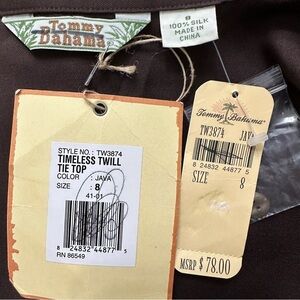 Tommy
Bahama
8
100% SILK
MADE IN
CHINA
STYLE NO.: TW3874
TIMELESS TWILL
TIE TOP
COLOR : JAVA
SIZE : 8
41-01
8 24832 44877 5
RN 86549
Tommy Bahama
TW3874 JAVA
8 24832 44877 5
SIZE 8
MSRP $78.00